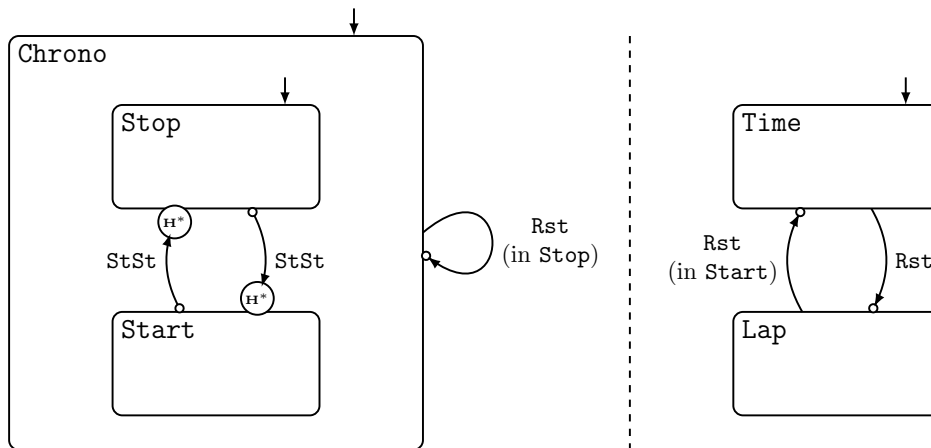 Chrono
Stop
Time
H*
StSt
StSt
H*
Rst
(in Stop)
Rst
(in Start)
Rst
Start
Lap